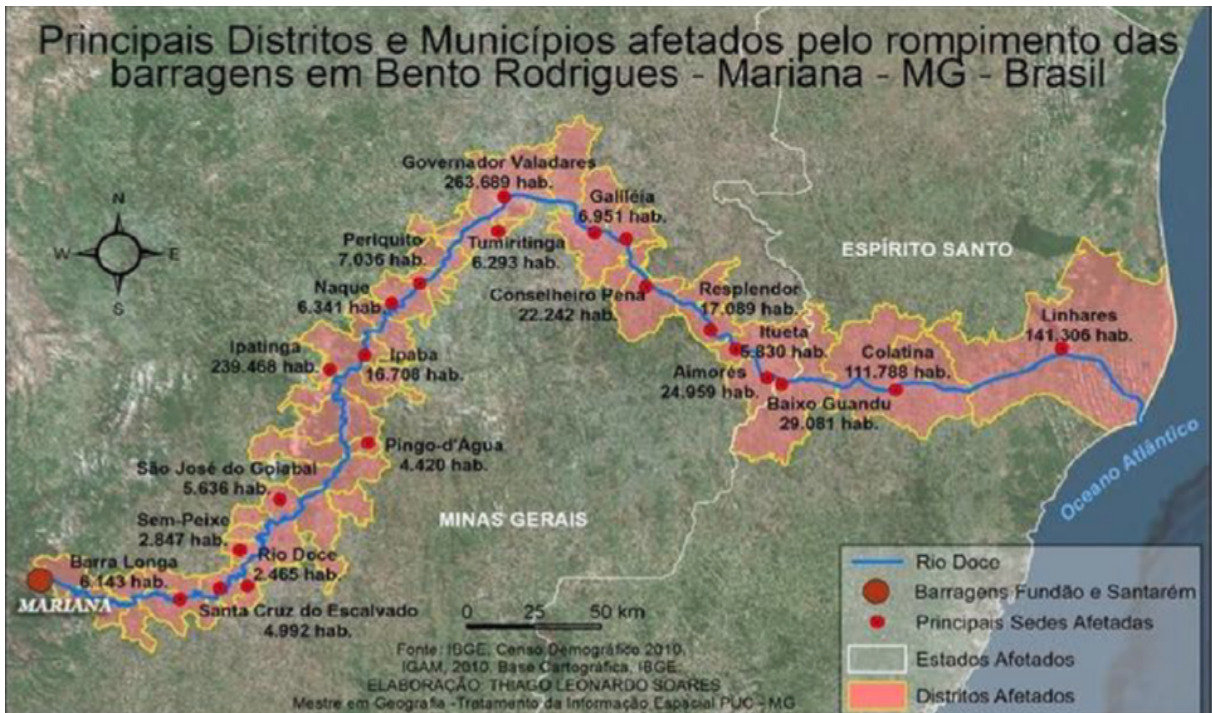 Principais Distritos e Municípios afetados pelo rompimento das
barragens em Bento Rodrigues - Mariana - MG - Brasil
N
W
E
S
Governador Valadares
263.689 hab.
Galiléia
6.951 hab.
Periquito
7.036 hab.
Tumiritinga
6.293 hab.
ESPÍRITO SANTO
Naque
6.341 hab.
Conselheiro Pena
22.242 hab.
Resplendor
17.089 hab.
Linhares
141.306 hab.
Itueta
5.830 hab.
Ipatinga
239.468 hab.
Ipaba
16.708 hab.
Colatina
111.788 hab.
Aimorés
24.959 hab.
Baixo Guandu
29.081 hab.
Pingo-d'Água
4.420 hab.
Oceano Atlântico
São José do Goiabal
5.636 hab.
MINAS GERAIS
Sem-Peixe
2.847 hab.
Rio Doce
2.465 hab.
Barra Longa
6.143 hab.
MARIANA
Santa Cruz do Escalvado
4.992 hab.
0 25 50 km
Fonte: IBGE, Censo Demográfico 2010,
IGAM, 2010, Base Cartográfica, IBGE.
ELABORAÇÃO: THIAGO LEONARDO SOARES
Mestre em Geografia -Tratamento da Informação Espacial PUC - MG
Rio Doce
Barragens Fundão e Santarém
Principais Sedes Afetadas
Estados Afetados
Distritos Afetados